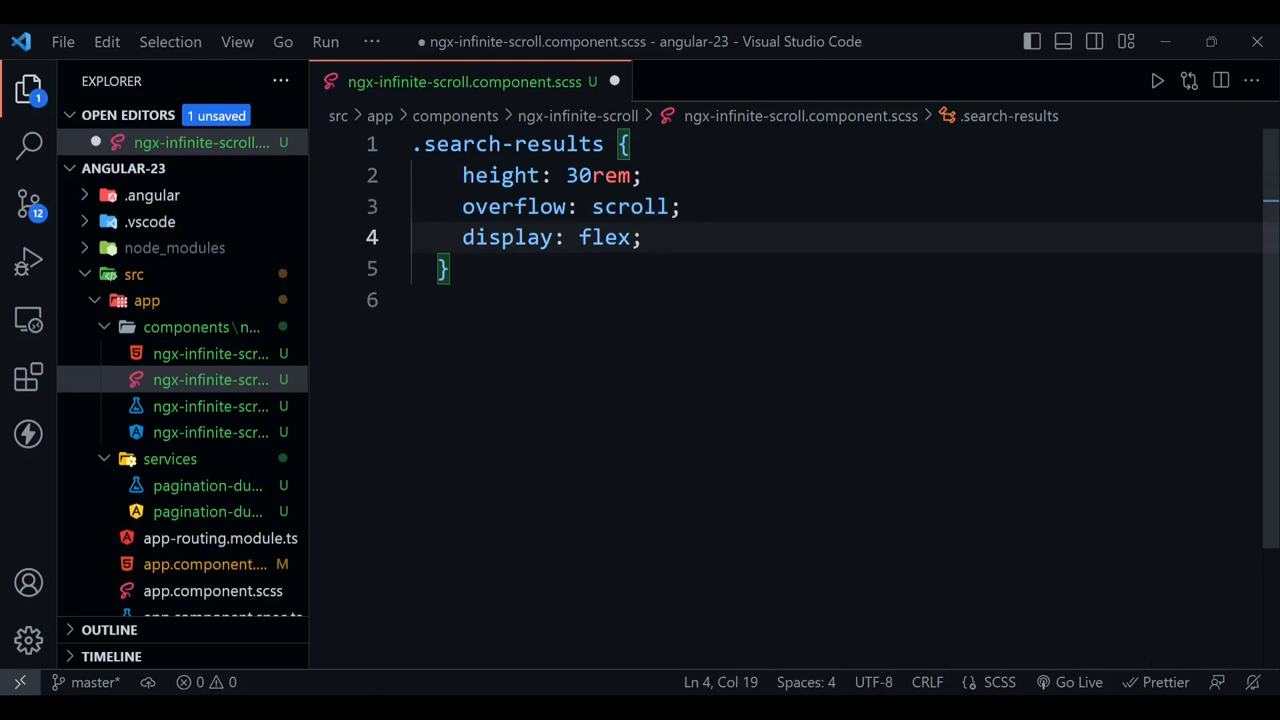 File Edit Selection View Go Run ··· ● ngx-infinite-scroll.component.scss - angular-23 - Visual Studio Code
EXPLORER ···
ngx-infinite-scroll.component.scss U ●
1
OPEN EDITORS 1 unsaved
src > app > components > ngx-infinite-scroll > ngx-infinite-scroll.component.scss > .search-results
● ngx-infinite-scroll.... U
ANGULAR-23
.angular
.vscode
node_modules
src
app
components\n...
ngx-infinite-scr... U
ngx-infinite-scr... U
ngx-infinite-scr... U
ngx-infinite-scr... U
services
pagination-du... U
pagination-du... U
app-routing.module.ts
app.component.... M
app.component.scss
app.component.spec.ts
OUTLINE
TIMELINE
12
1 .search-results {
2 height: 30rem;
3 overflow: scroll;
4 display: flex;
5 }
6
master* 0 0 Ln 4, Col 19 Spaces: 4 UTF-8 CRLF SCSS Go Live Prettier